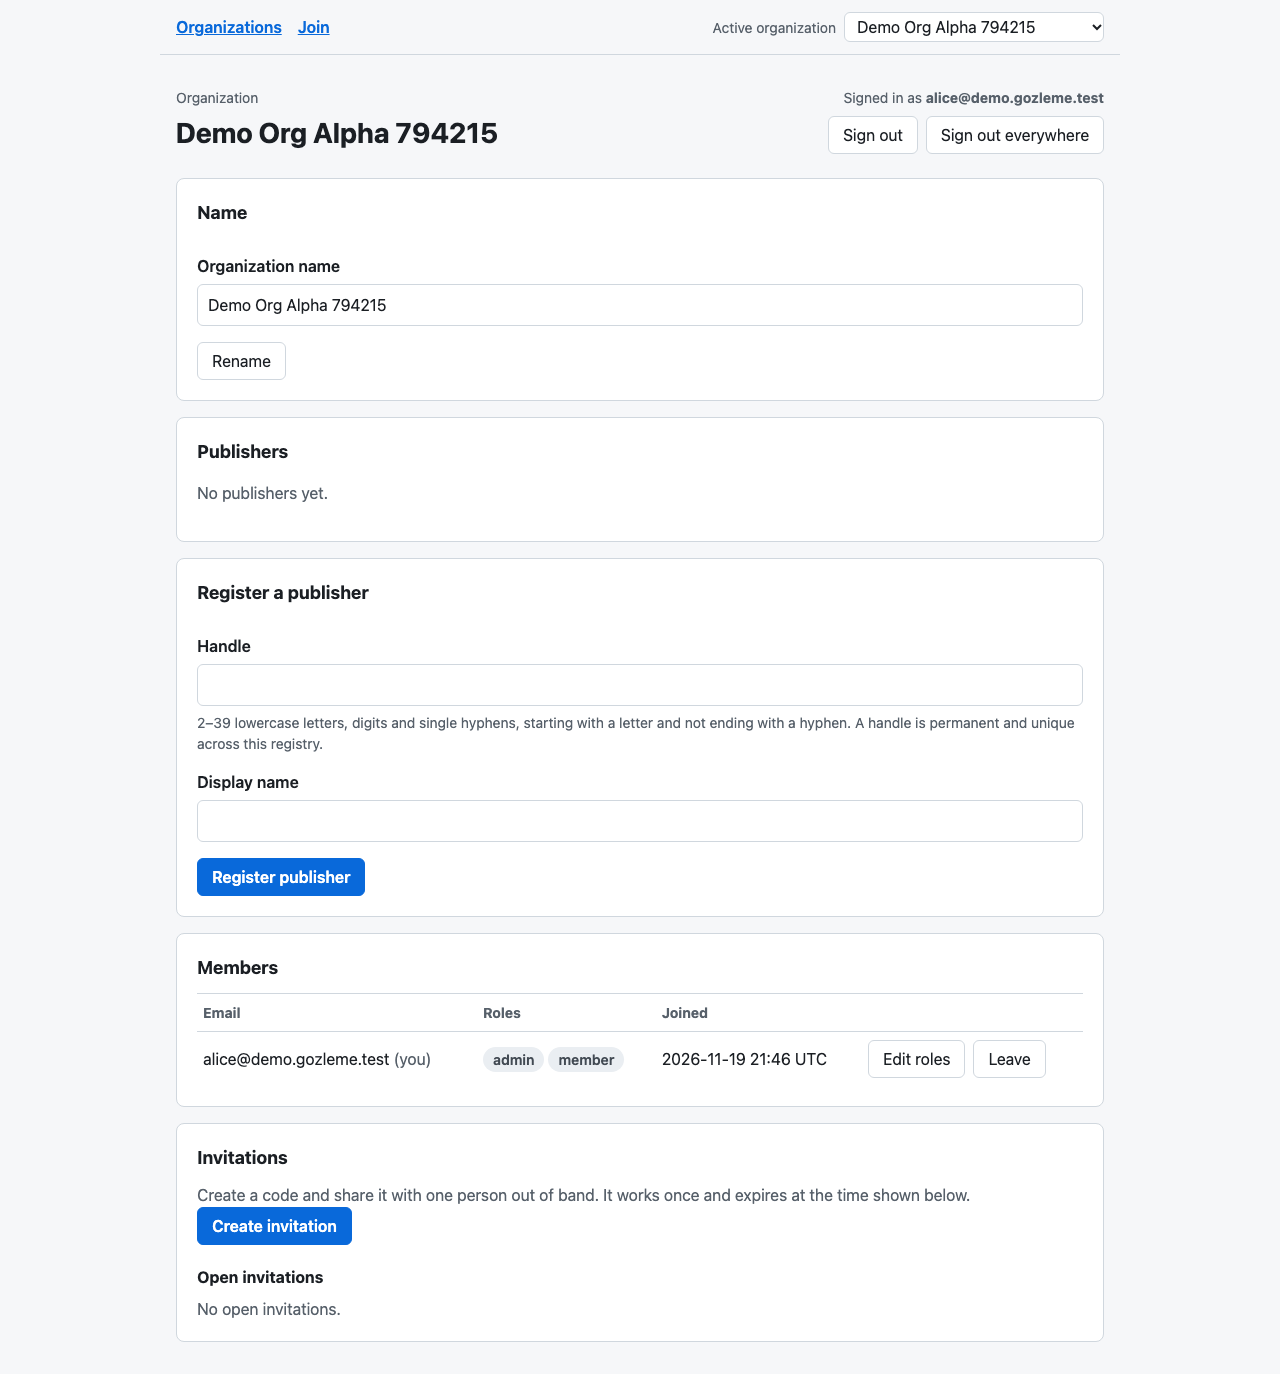 Organizations Join Active organization Demo Org Alpha 794215
Organization
Signed in as alice@demo.gozleme.test
Demo Org Alpha 794215
Sign out Sign out everywhere
Name
Organization name
Demo Org Alpha 794215
Rename
Publishers
No publishers yet.
Register a publisher
Handle
2–39 lowercase letters, digits and single hyphens, starting with a letter and not ending with a hyphen. A handle is permanent and unique
across this registry.
Display name
Register publisher
Members
Email Roles Joined
alice@demo.gozleme.test (you) admin member 2026-11-19 21:46 UTC Edit roles Leave
Invitations
Create a code and share it with one person out of band. It works once and expires at the time shown below.
Create invitation
Open invitations
No open invitations.